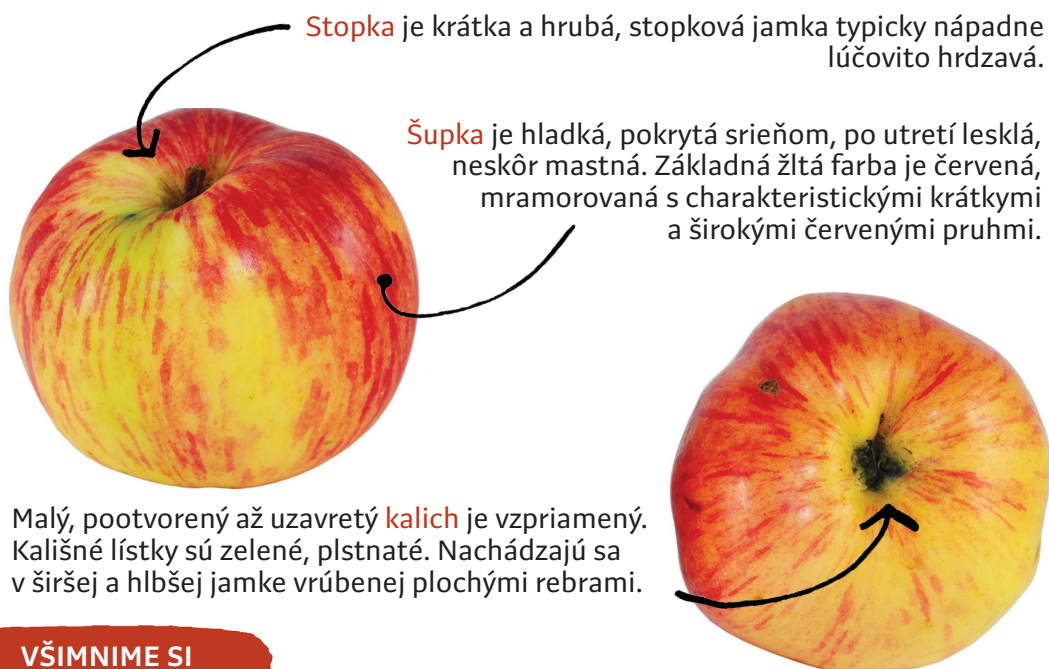 Stopka je krátka a hrubá, stopková jamka typicky nápadne
lúčovito hrdzavá.
Šupka je hladká, pokrytá srieňom, po utretí lesklá,
neskôr mastná. Základná žltá farba je červená,
mramorovaná s charakteristickými krátkymi
a širokými červenými pruhmi.
Malý, pootvorený až uzavretý kalich je vzpriamený.
Kališné lístky sú zelené, plstnaté. Nachádzajú sa
v širšej a hlbšej jamke vrúbenej plochými rebrami.
VŠIMNIME SI